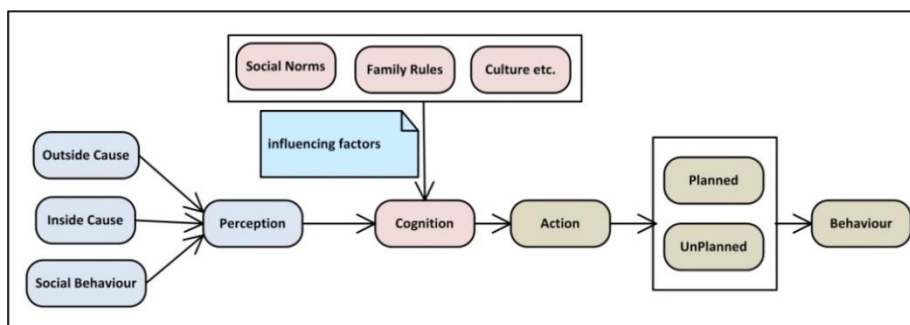 Social Norms
Family Rules
Culture etc.
influencing factors
Outside Cause
Inside Cause
Social Behaviour
Perception
Cognition
Action
Planned
UnPlanned
Behaviour